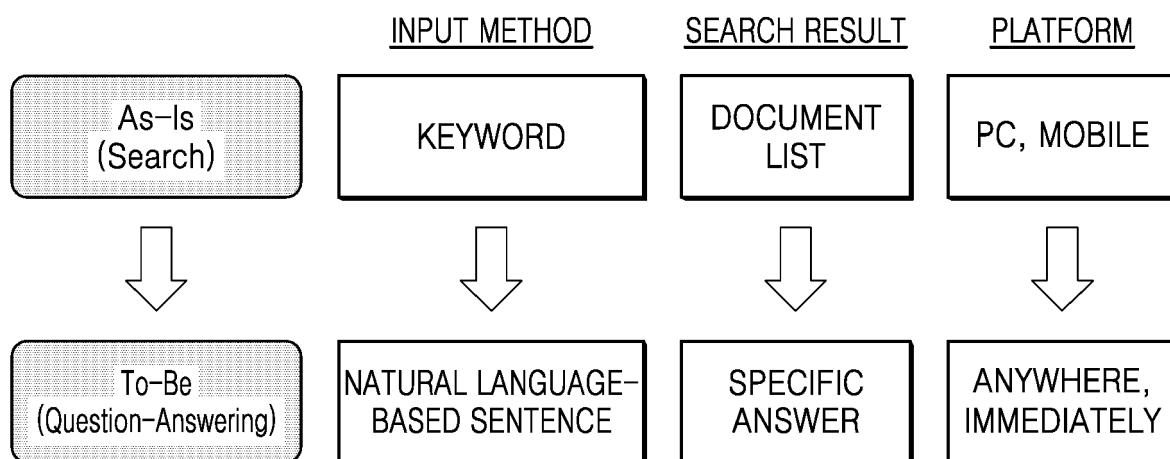 INPUT METHOD
SEARCH RESULT
PLATFORM
As-Is
(Search)
KEYWORD
DOCUMENT
LIST
PC, MOBILE
To-Be
(Question-Answering)
NATURAL LANGUAGE-
BASED SENTENCE
SPECIFIC
ANSWER
ANYWHERE,
IMMEDIATELY